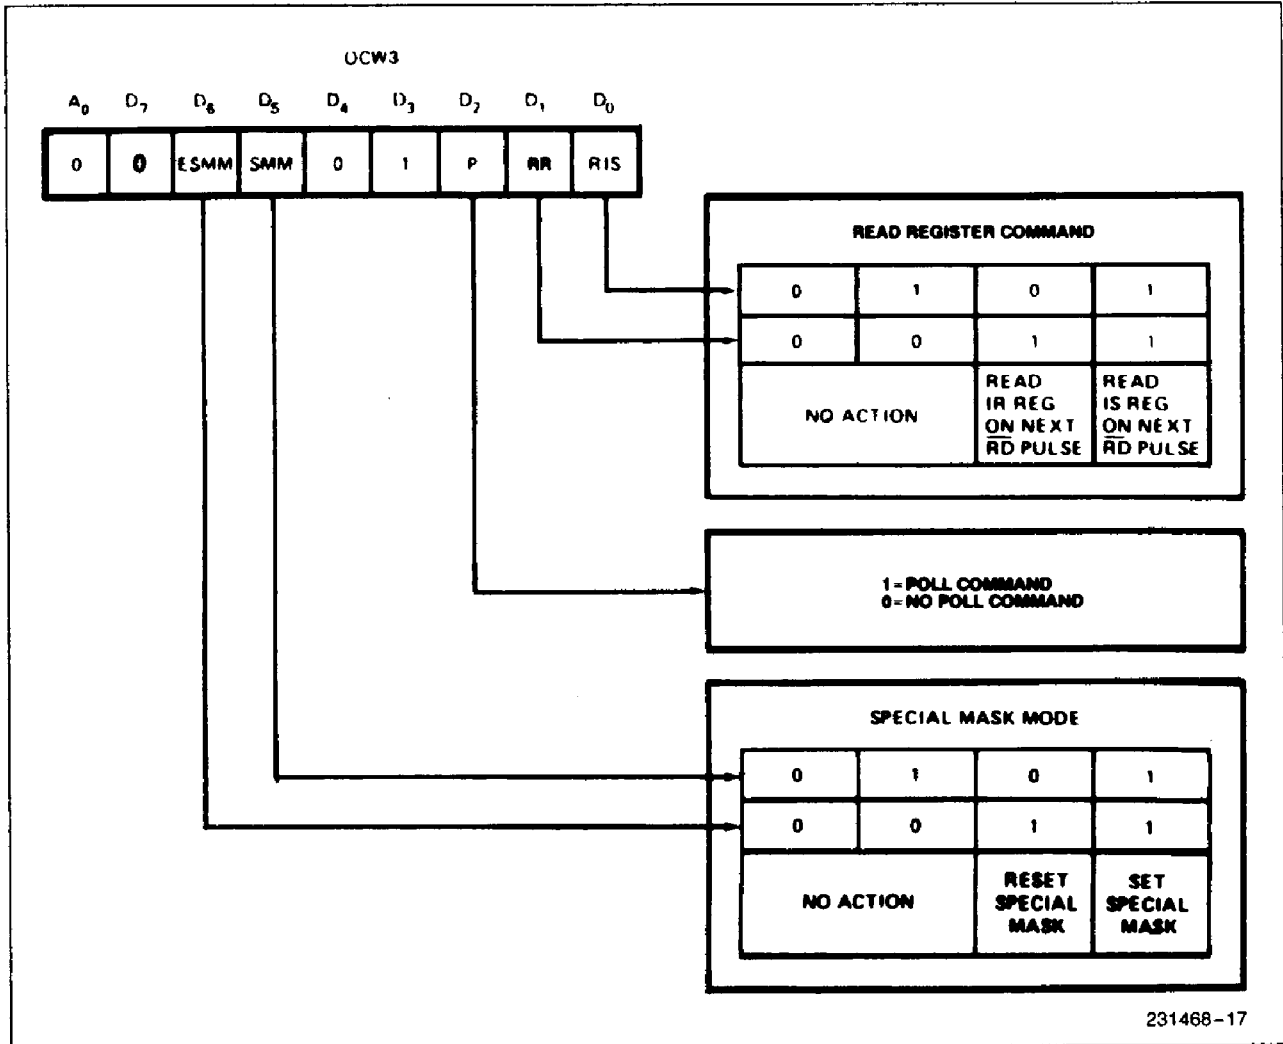 OCW3
A0 D7 D6 D5 D4 D3 D2 D1 D0
0 0 ESMM SMM 0 1 P RR RIS
READ REGISTER COMMAND
0 1 0 1
0 0 1 1
NO ACTION
READ
IR REG
ON NEXT
RD PULSE
READ
IS REG
ON NEXT
RD PULSE
1 = POLL COMMAND
0 = NO POLL COMMAND
SPECIAL MASK MODE
0 1 0 1
0 0 1 1
NO ACTION
RESET
SPECIAL
MASK
SET
SPECIAL
MASK
231468-17